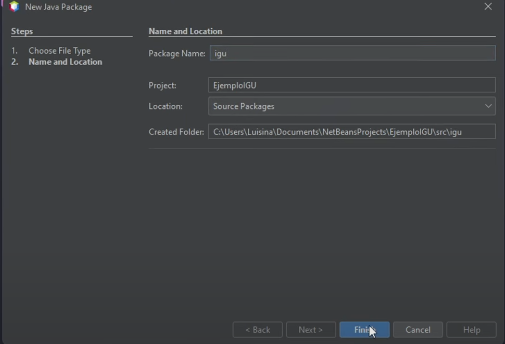 New Java Package
Steps
1. Choose File Type
2. Name and Location
Name and Location
Package Name: igu
Project: EjemploIGU
Location: Source Packages
Created Folder: C:\Users\Luisina\Documents\NetBeansProjects\EjemploIGU\src\igu
< Back Next > Finish Cancel Help